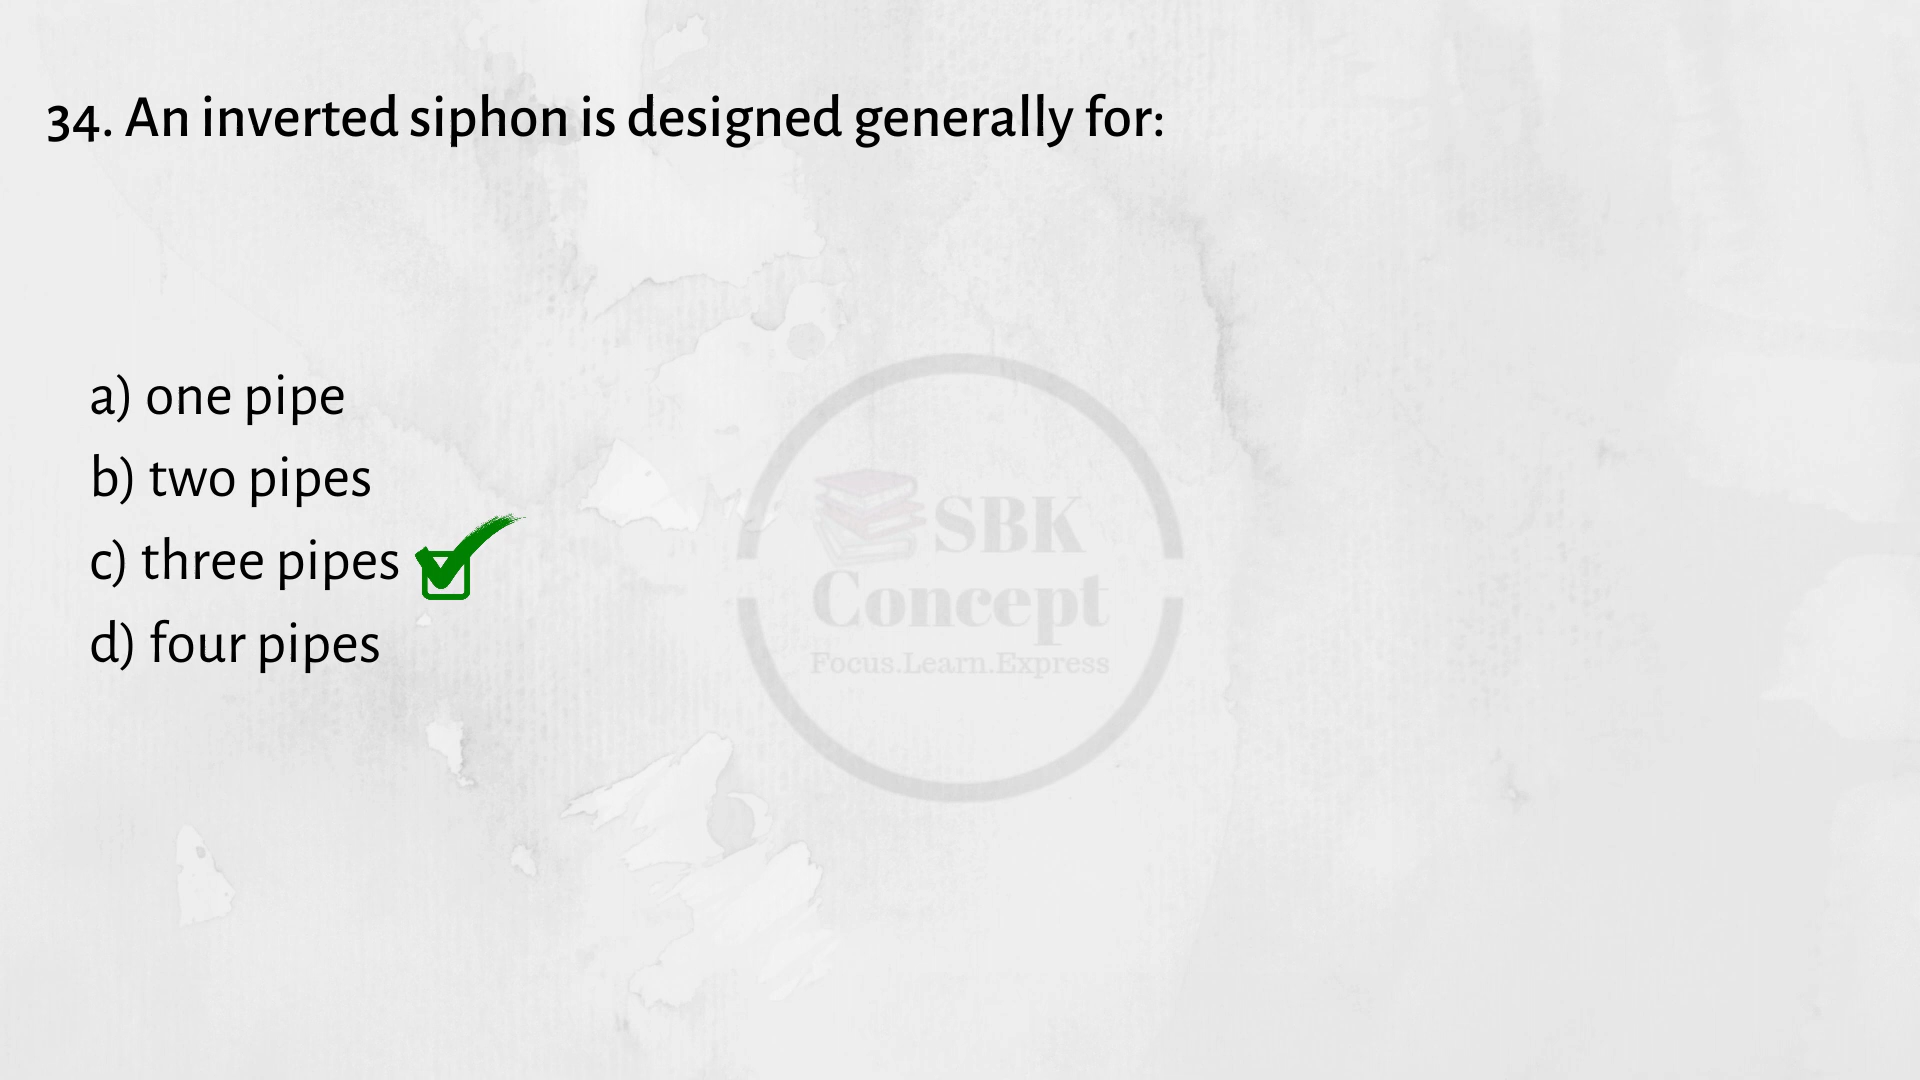 34. An inverted siphon is designed generally for:
a) one pipe
b) two pipes
c) three pipes
d) four pipes
SBK
Concept
Focus.Learn.Express